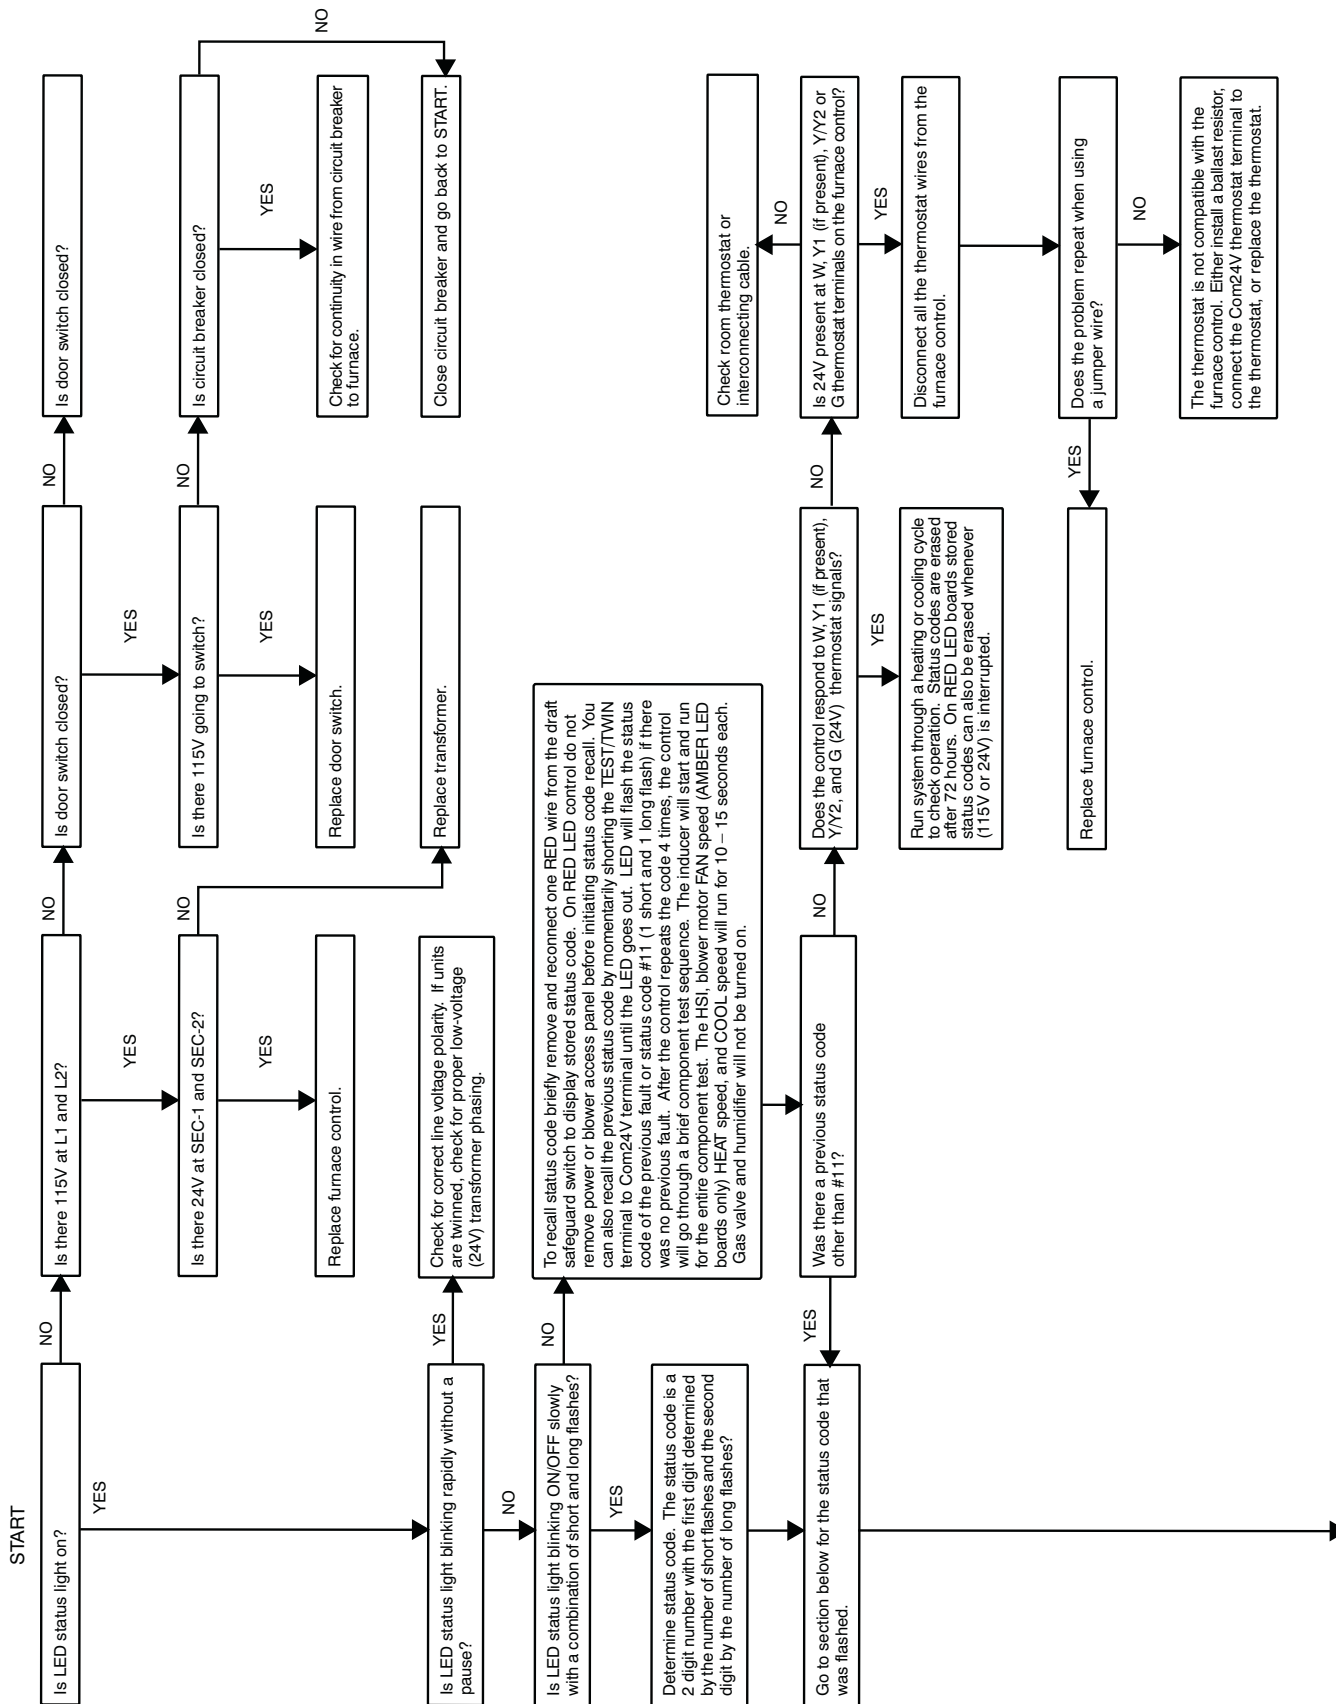 START
Is LED status light on?
NO
Is there 115V at L1 and L2?
NO
Is door switch closed?
NO
Is door switch closed?
YES
YES
YES
Is there 24V at SEC-1 and SEC-2?
NO
Is there 115V going to switch?
NO
Is circuit breaker closed?
NO
YES
YES
YES
Replace furnace control.
Replace door switch.
Check for continuity in wire from circuit breaker
to furnace.
Is LED status light blinking rapidly without a
pause?
YES
Check for correct line voltage polarity. If units
are twinned, check for proper low-voltage
(24V) transformer phasing.
Replace transformer.
Close circuit breaker and go back to START.
NO
Is LED status light blinking ON/OFF slowly
with a combination of short and long flashes?
NO
To recall status code briefly remove and reconnect one RED wire from the draft
safeguard switch to display stored status code. On RED LED control do not
remove power or blower access panel before initiating status code recall. You
can also recall the previous status code by momentarily shorting the TEST/TWIN
terminal to Com24V terminal until the LED goes out. LED will flash the status
code of the previous fault or status code #11 (1 short and 1 long flash) if there
was no previous fault. After the control repeats the code 4 times, the control
will go through a brief component test sequence. The inducer will start and run
for the entire component test. The HSI, blower motor FAN speed (AMBER LED
boards only) HEAT speed, and COOL speed will run for 10 – 15 seconds each.
Gas valve and humidifier will not be turned on.
YES
Determine status code. The status code is a
2 digit number with the first digit determined
by the number of short flashes and the second
digit by the number of long flashes?
Check room thermostat or
interconnecting cable.
NO
Go to section below for the status code that
was flashed.
YES
Was there a previous status code
other than #11?
NO
Does the control respond to W, Y1 (if present),
Y/Y2, and G (24V) thermostat signals?
NO
Is 24V present at W, Y1 (if present), Y/Y2 or
G thermostat terminals on the furnace control?
YES
YES
Run system through a heating or cooling cycle
to check operation. Status codes are erased
after 72 hours. On RED LED boards stored
status codes can also be erased whenever
(115V or 24V) is interrupted.
Disconnect all the thermostat wires from the
furnace control.
Replace furnace control.
YES
Does the problem repeat when using
a jumper wire?
NO
The thermostat is not compatible with the
furnace control. Either install a ballast resistor,
connect the Com24V thermostat terminal to
the thermostat, or replace the thermostat.